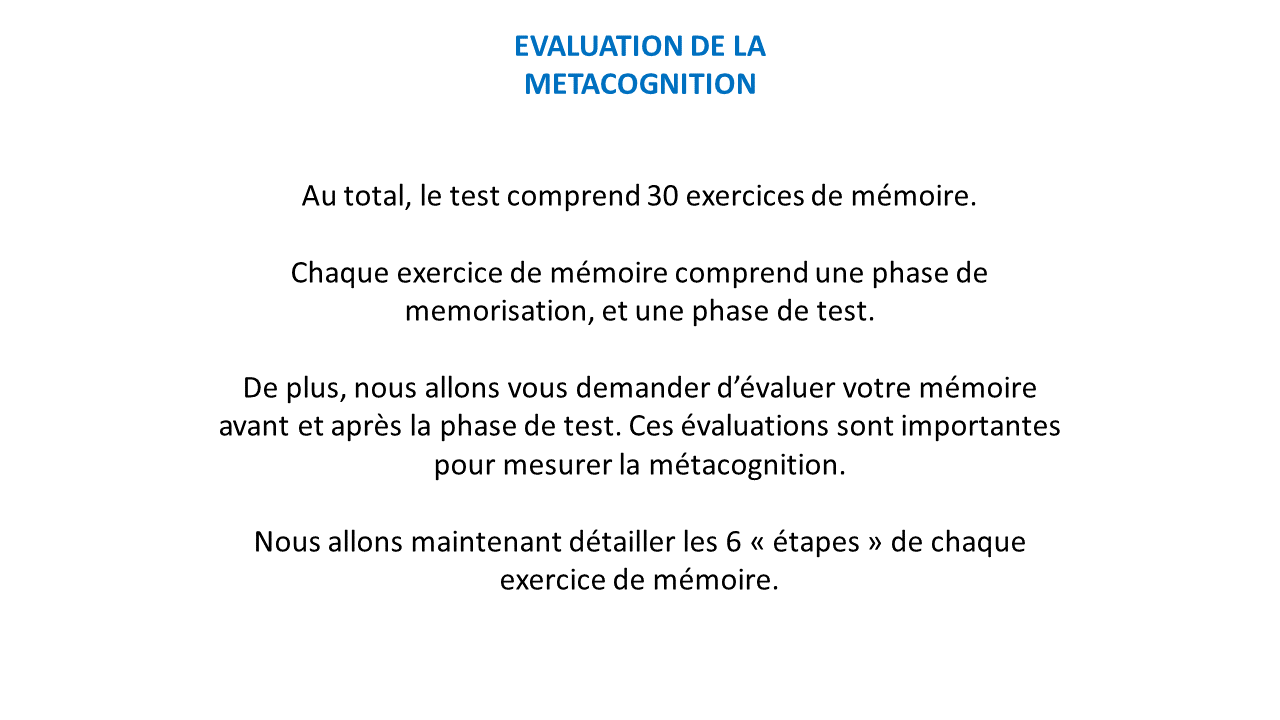 EVALUATION DE LA
METACOGNITION
Au total, le test comprend 30 exercices de mémoire.
Chaque exercice de mémoire comprend une phase de
memorisation, et une phase de test.
De plus, nous allons vous demander d’évaluer votre mémoire
avant et après la phase de test. Ces évaluations sont importantes
pour mesurer la métacognition.
Nous allons maintenant détailler les 6 « étapes » de chaque
exercice de mémoire.